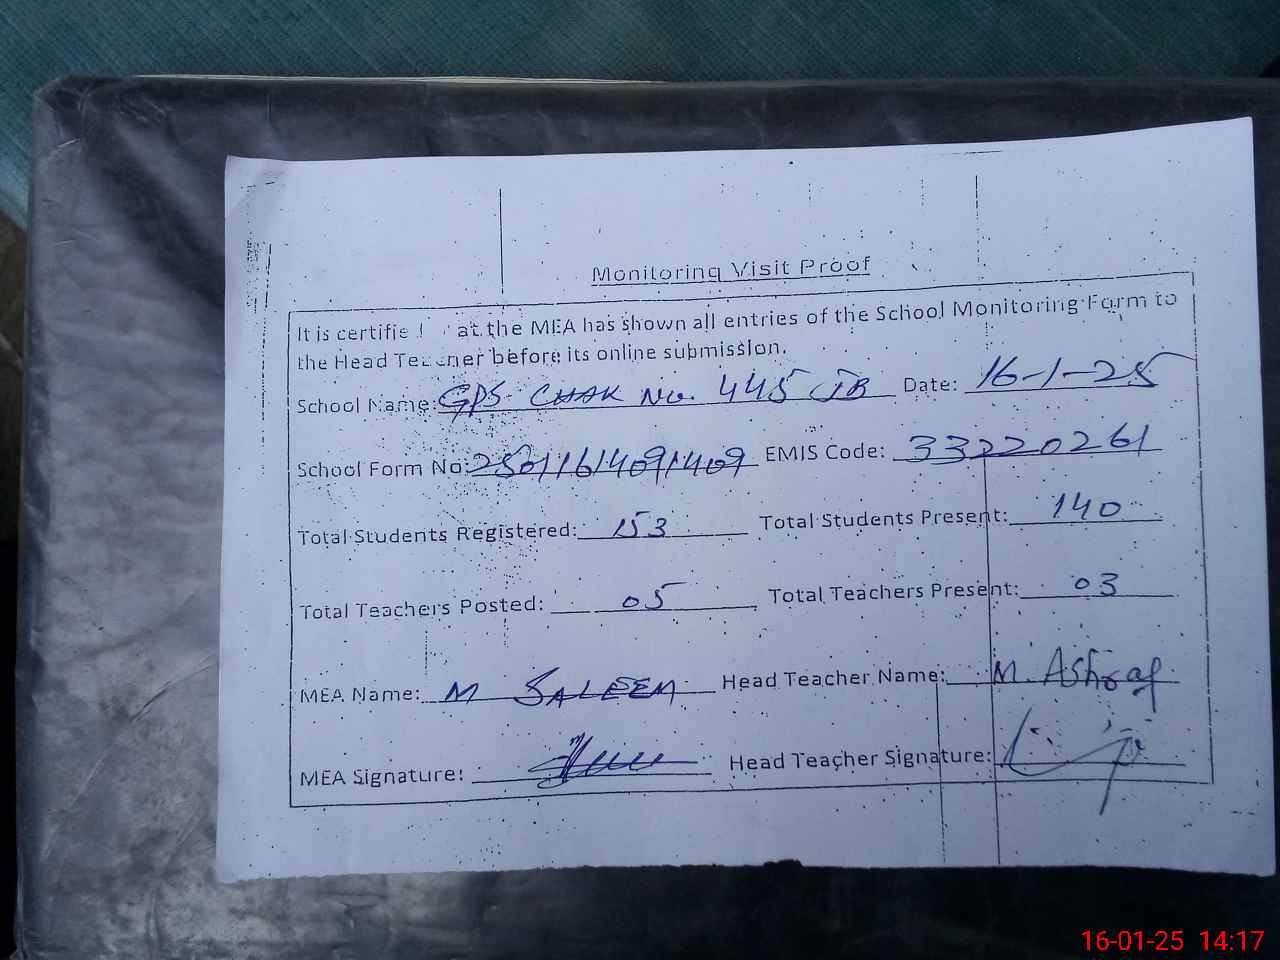 Monitoring Visit Proof
It is certifie at the MEA has shown all entries of the School Monitoring Form to
the Head Teacher before its online submission.
School Name: GPS CHAK No. 445 JB Date: 16-1-25
School Form No: 25011614091409 EMIS Code: 33220261
Total Students Registered: 153 Total Students Present: 140
Total Teachers Posted: 05 Total Teachers Present: 03
MEA Name: M SALEEM Head Teacher Name: M. Ashraf
MEA Signature: Head Teacher Signature:
16-01-25 14:17